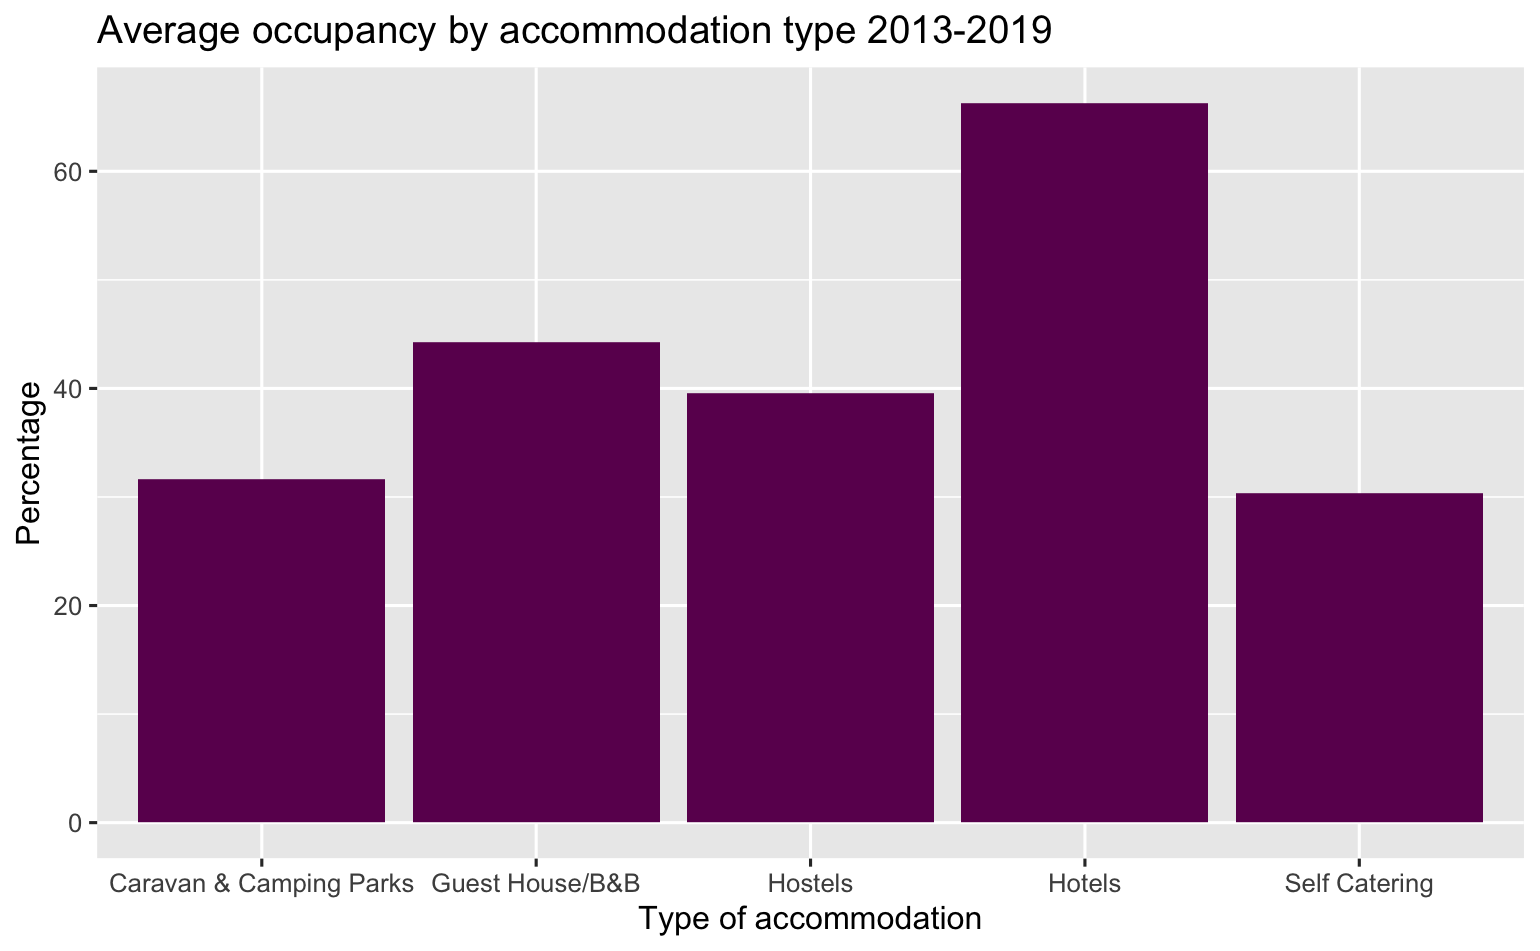 Average occupancy by accommodation type 2013-2019
Percentage
60
40
20
0
Caravan & Camping Parks Guest House/B&B Hostels Hotels Self Catering
Type of accommodation